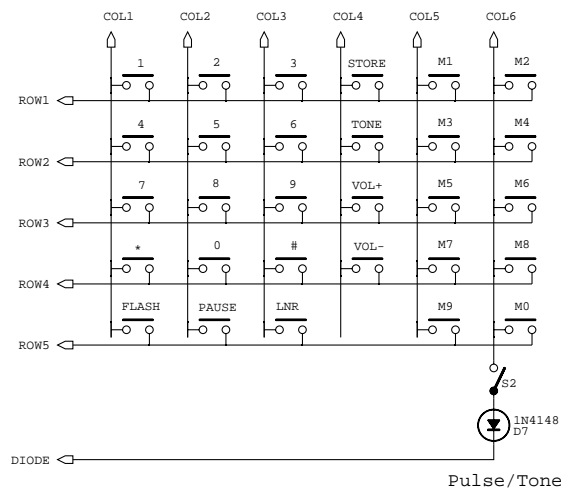 COL1 COL2 COL3 COL4 COL5 COL6
1 2 3 STORE M1 M2
ROW1
4 5 6 TONE M3 M4
ROW2
7 8 9 VOL+ M5 M6
ROW3
* 0 # VOL- M7 M8
ROW4
FLASH PAUSE LNR M9 M0
ROW5
S2
1N4148
D7
DIODE
Pulse/Tone